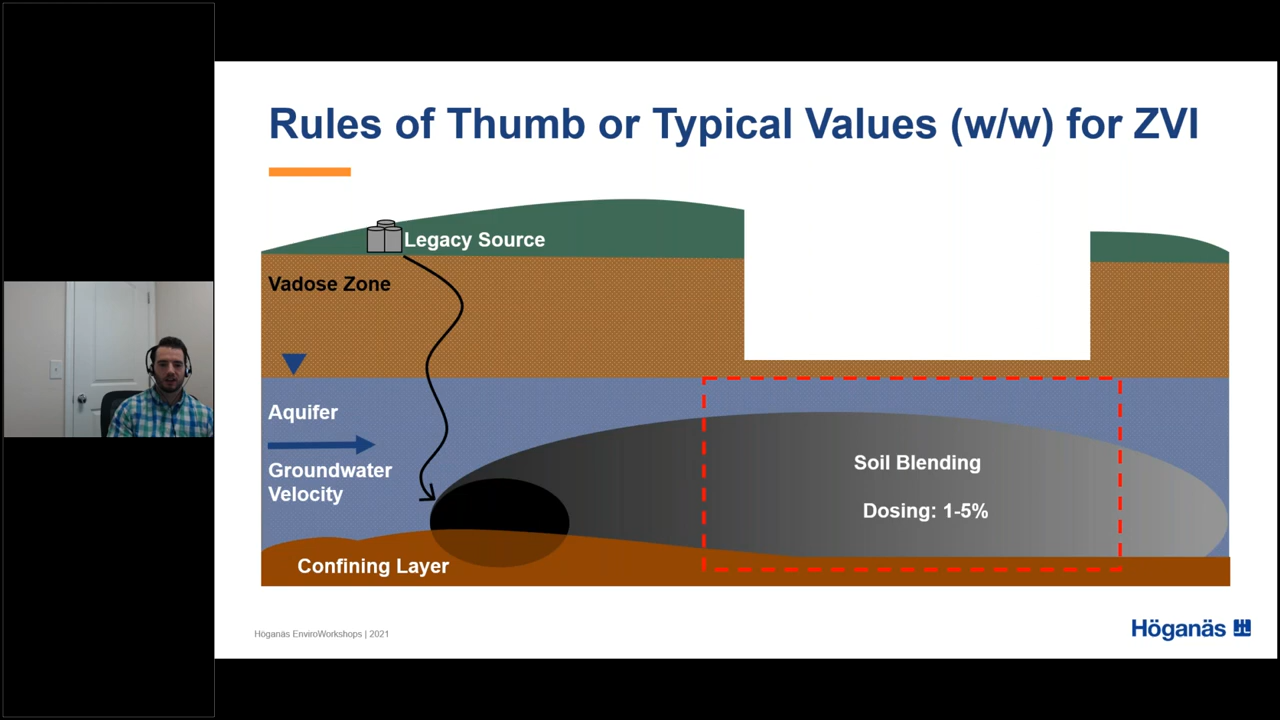 Rules of Thumb or Typical Values (w/w) for ZVI
Legacy Source
Vadose Zone
Aquifer
Groundwater
Velocity
Soil Blending
Dosing: 1-5%
Confining Layer
Höganäs EnviroWorkshops | 2021
Höganäs